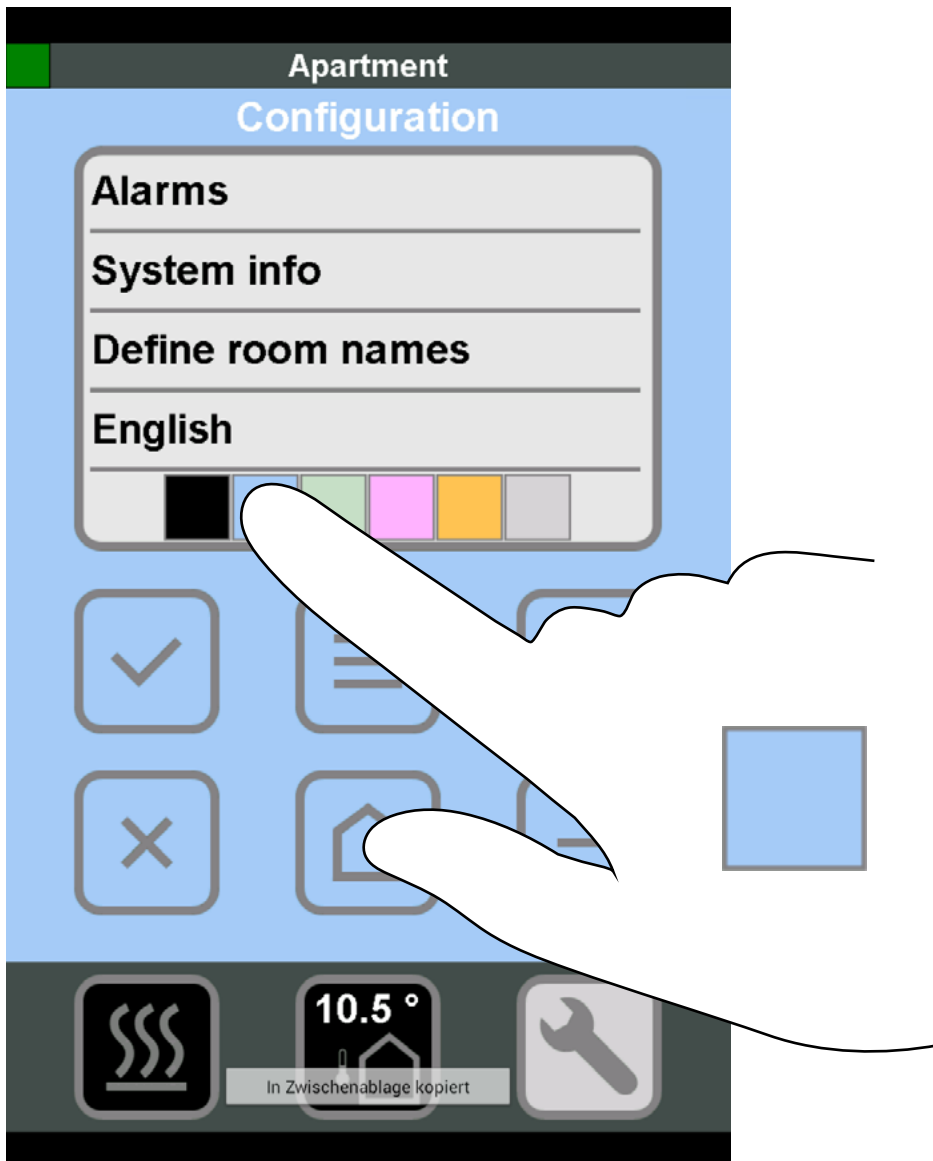 Apartment
Configuration
Alarms
System info
Define room names
English
10.5 °
In Zwischenablage kopiert